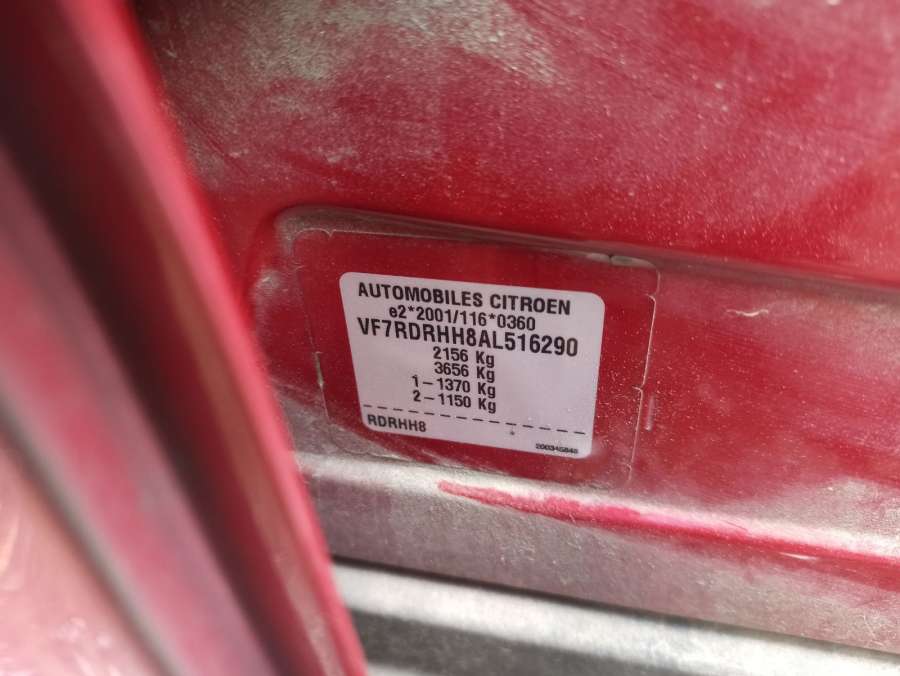 AUTOMOBILES CITROEN
e2*2001/116*0360
VF7RDRHH8AL516290
2156 Kg
3656 Kg
1-1370 Kg
2-1150 Kg
RDRHH8